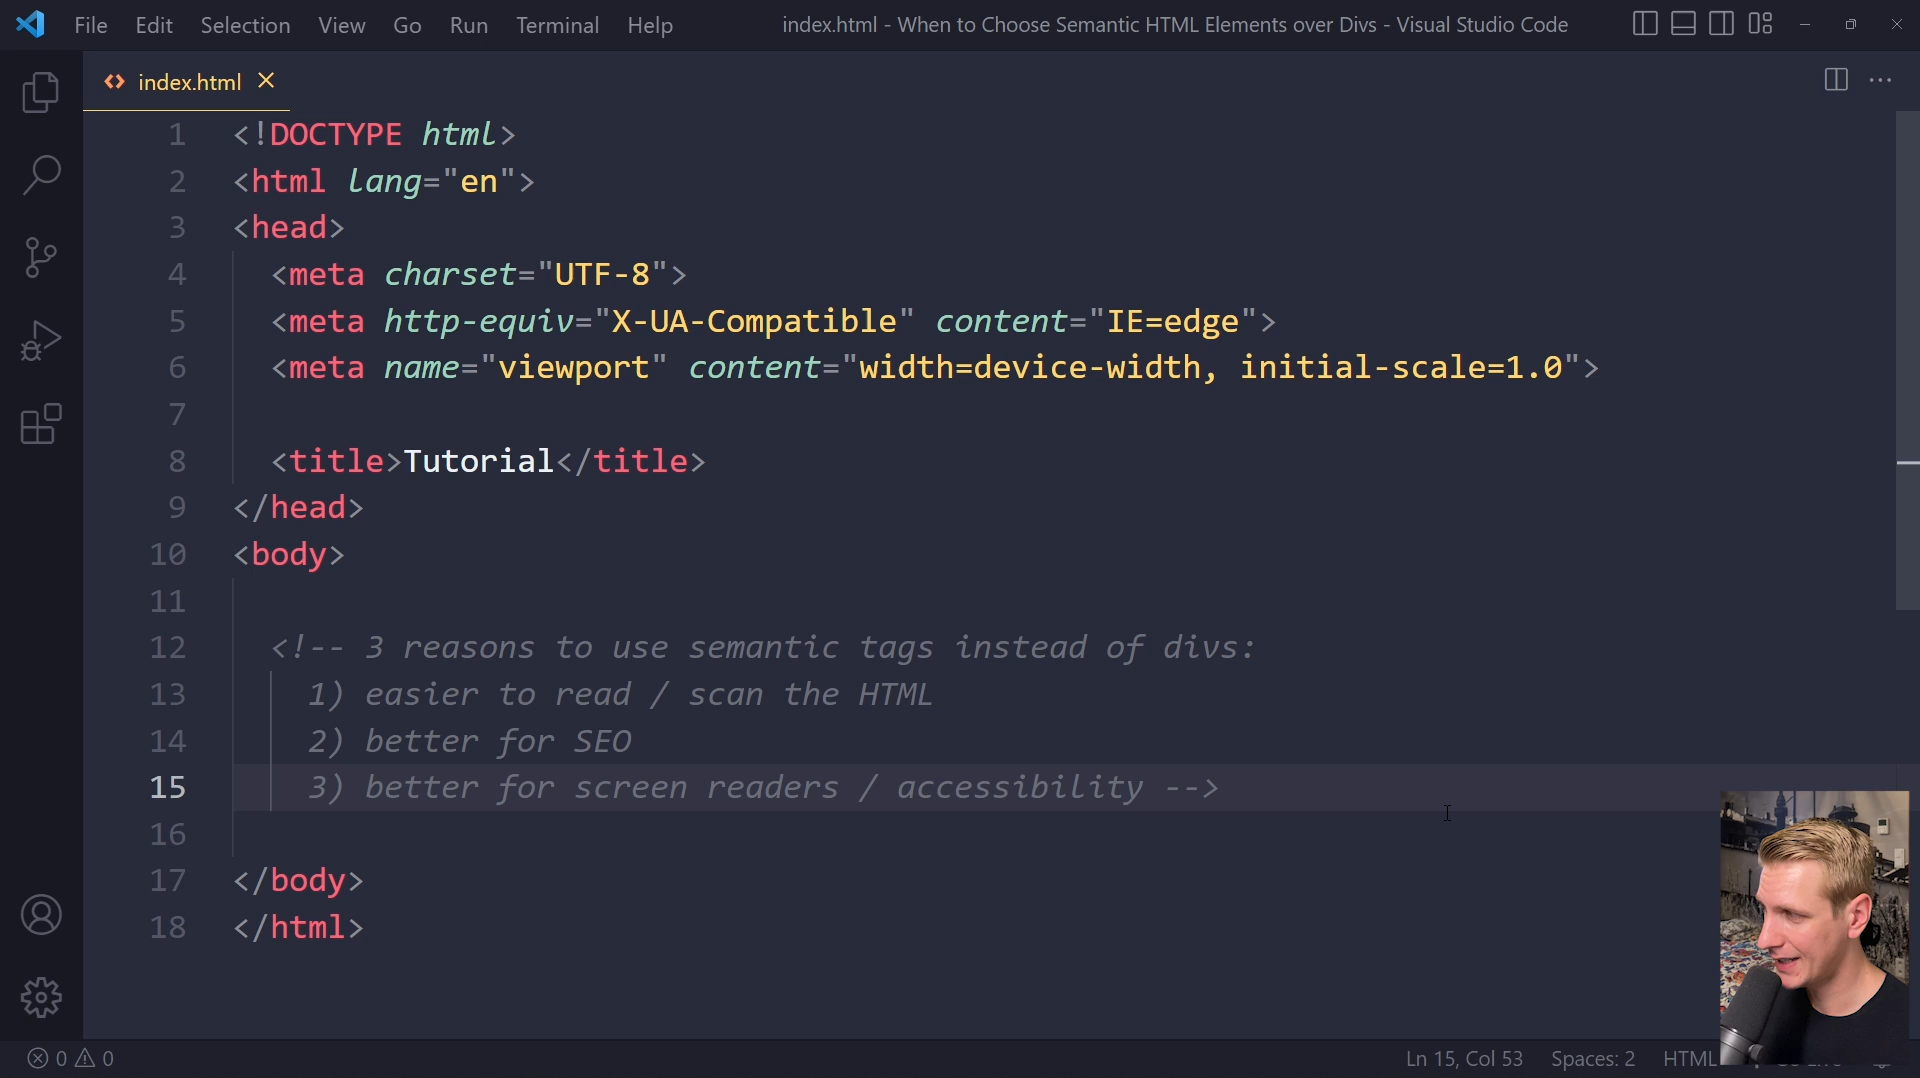 File Edit Selection View Go Run Terminal Help
index.html - When to Choose Semantic HTML Elements over Divs - Visual Studio Code
index.html
1 <!DOCTYPE html>
2 <html lang="en">
3 <head>
4 <meta charset="UTF-8">
5 <meta http-equiv="X-UA-Compatible" content="IE=edge">
6 <meta name="viewport" content="width=device-width, initial-scale=1.0">
7
8 <title>Tutorial</title>
9 </head>
10 <body>
11
12 <!-- 3 reasons to use semantic tags instead of divs:
13 1) easier to read / scan the HTML
14 2) better for SEO
15 3) better for screen readers / accessibility -->
16
17 </body>
18 </html>
0 0
Ln 15, Col 53 Spaces: 2 HTML